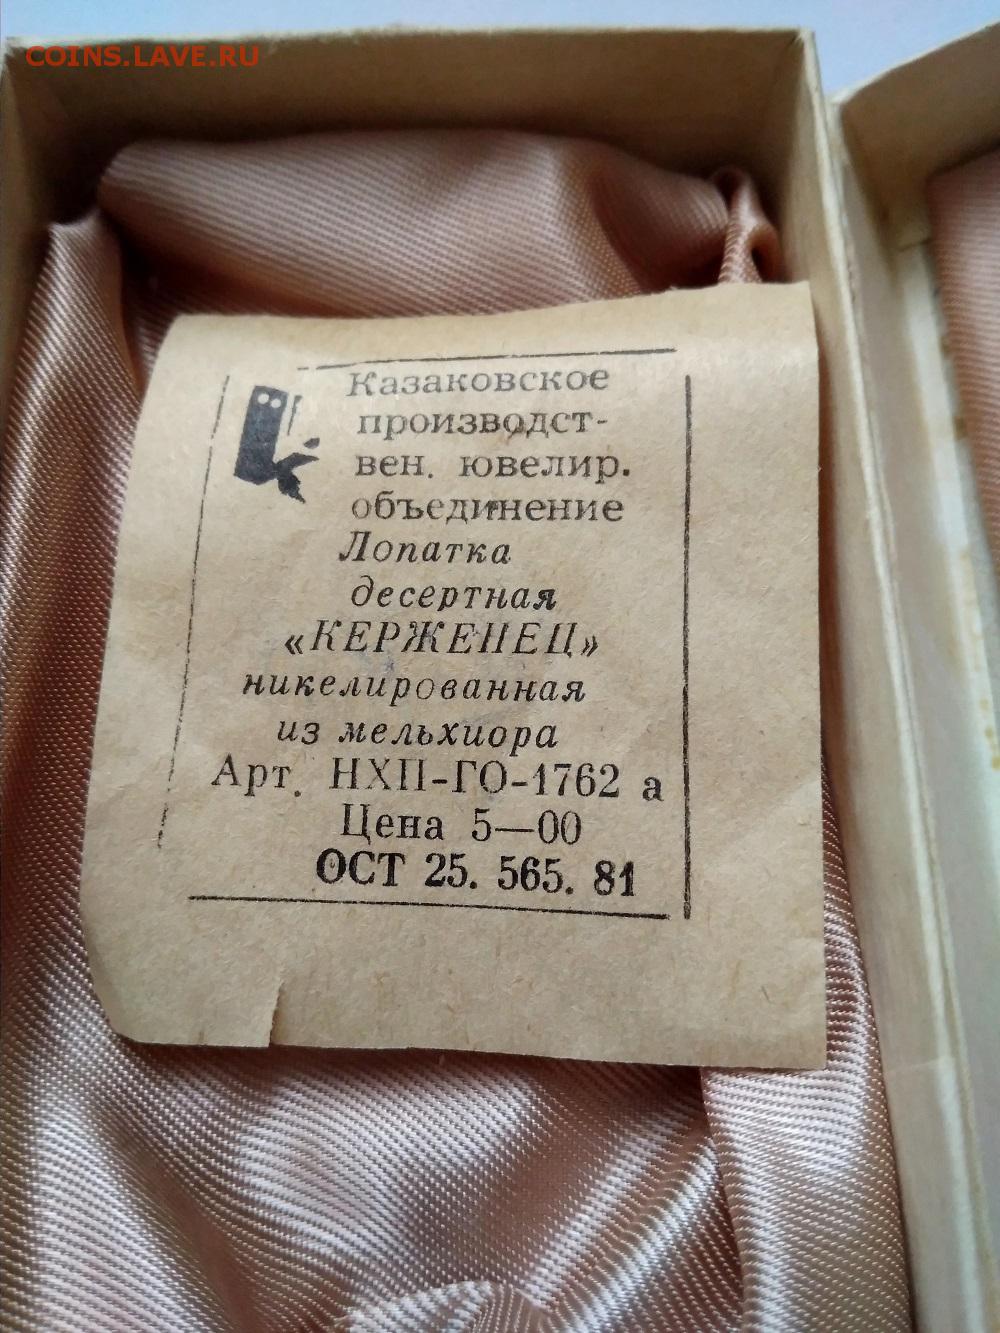 COINS.LAVE.RU
Казаковское
производст-
вен. ювелир.
объединение
Лопатка
десертная
«КЕРЖЕНЕЦ»
никелированная
из мельхиора
Арт. НХП-ГО-1762 а
Цена 5—00
ОСТ 25. 565. 81